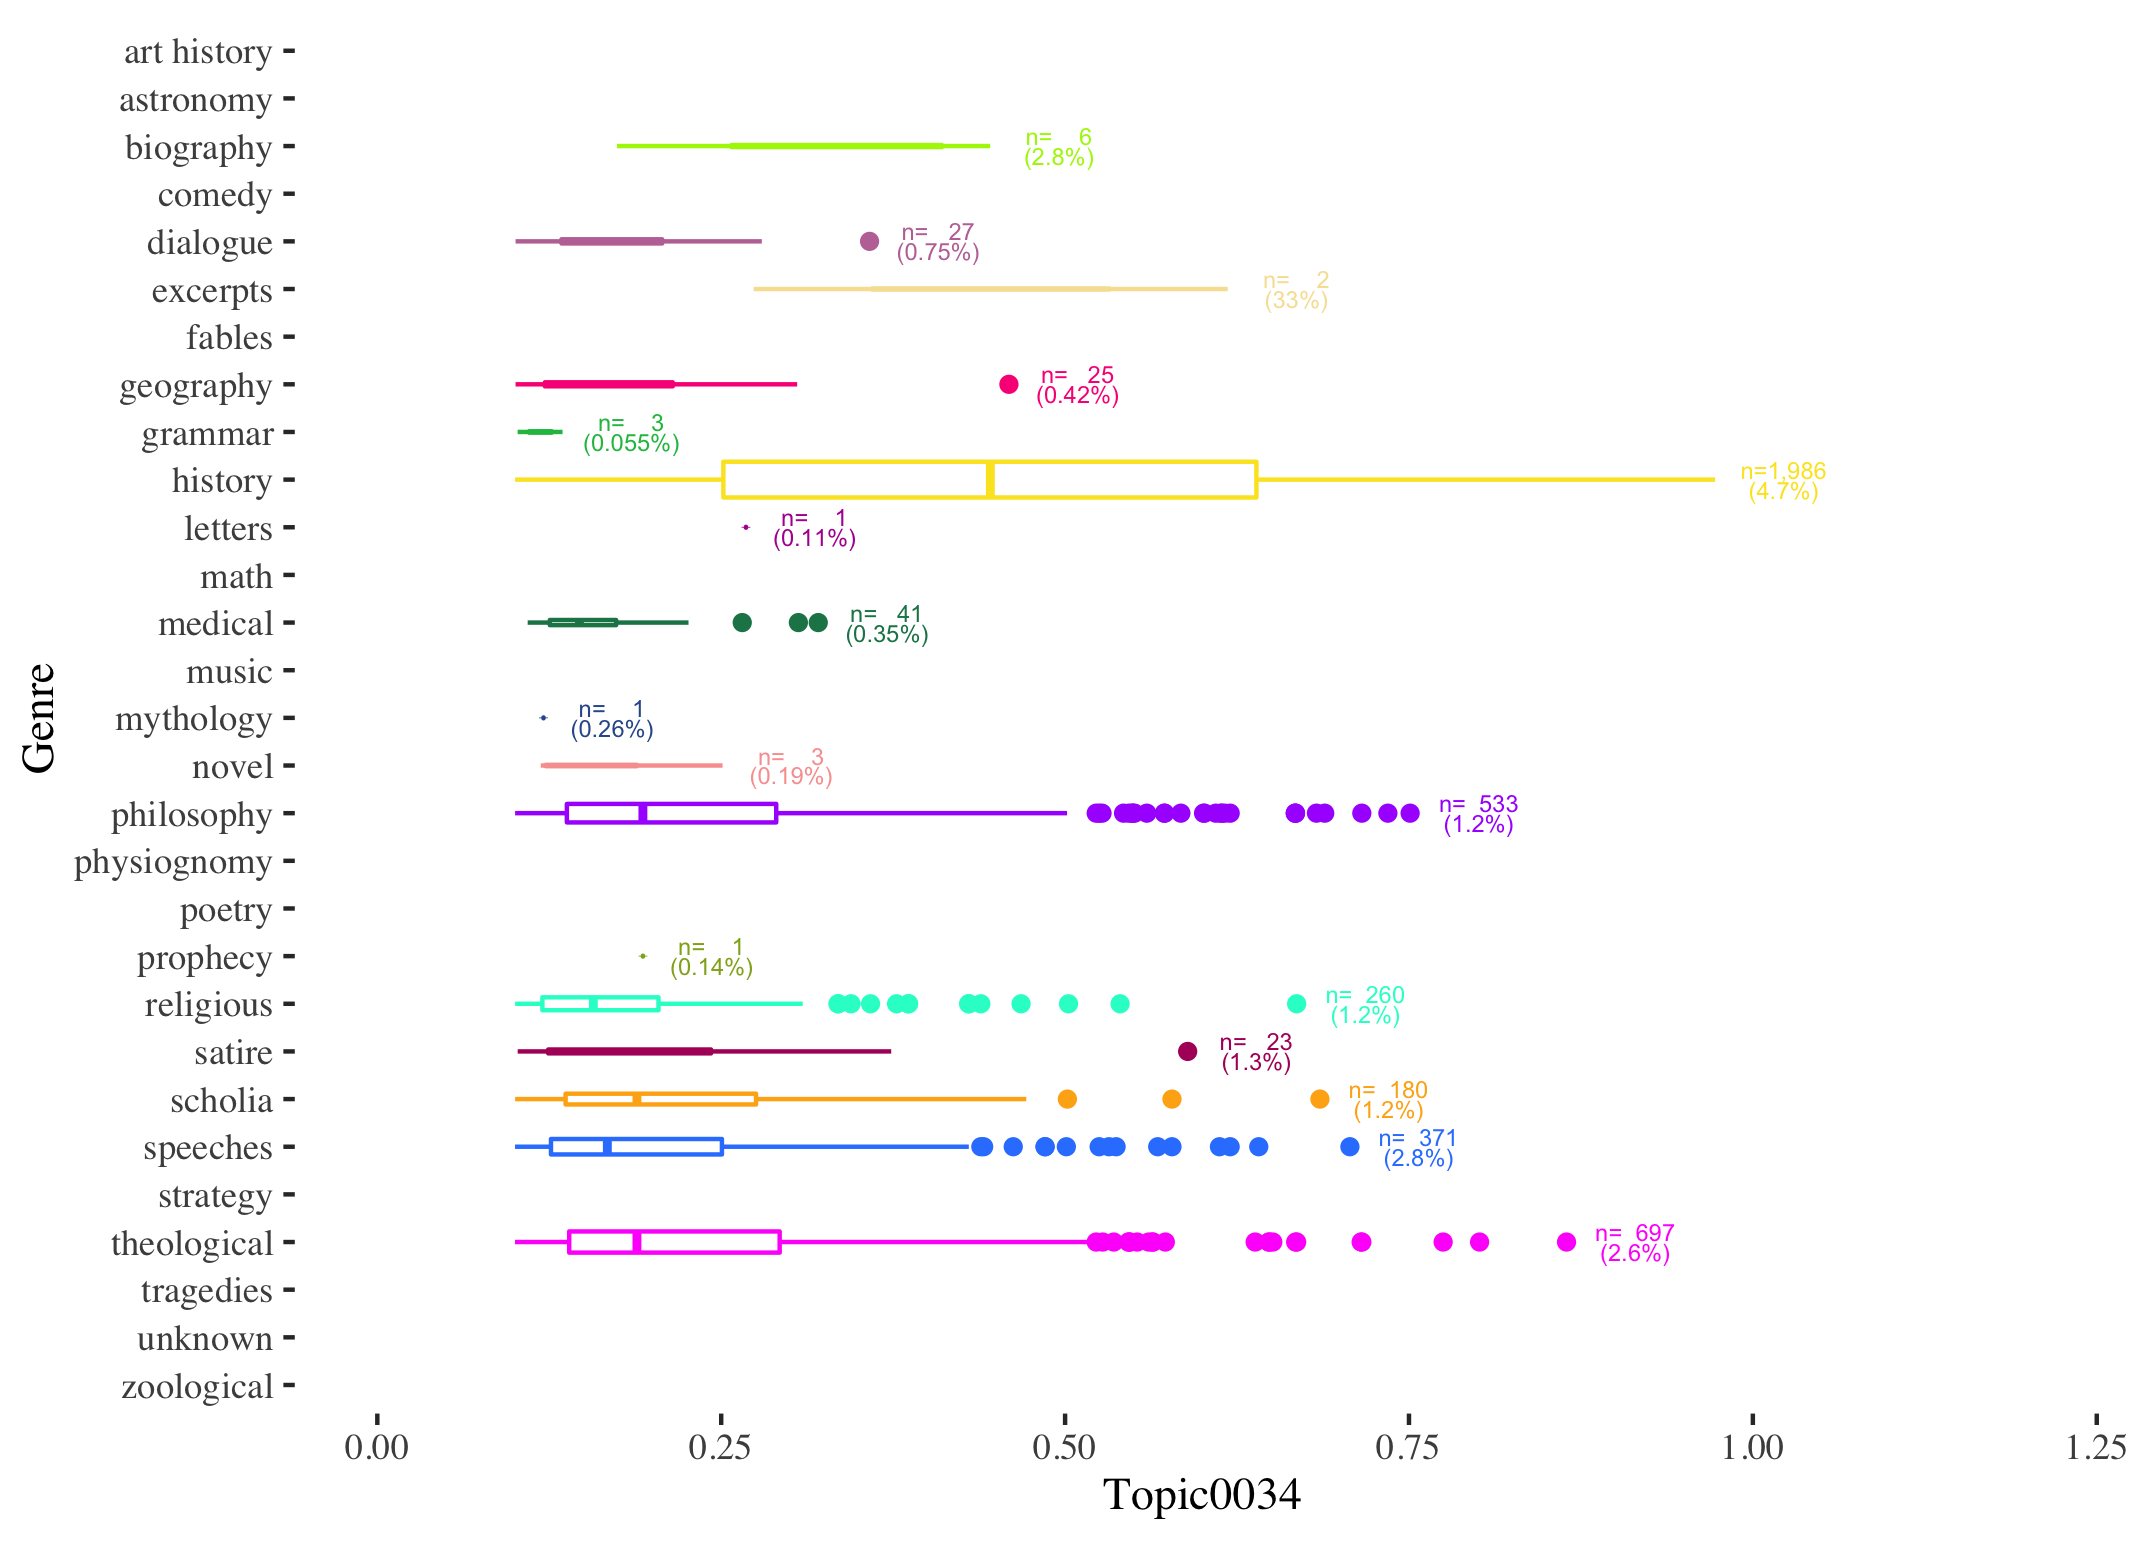 art history
astronomy
biography
n= 6
(2.8%)
comedy
dialogue
n= 27
(0.75%)
excerpts
n= 2
(33%)
fables
geography
n= 25
(0.42%)
grammar
n= 3
(0.055%)
history
n=1,986
(4.7%)
letters
n= 1
(0.11%)
math
medical
n= 41
(0.35%)
music
mythology
n= 1
(0.26%)
novel
n= 3
(0.19%)
philosophy
n= 533
(1.2%)
physiognomy
poetry
prophecy
n= 1
(0.14%)
religious
n= 260
(1.2%)
satire
n= 23
(1.3%)
scholia
n= 180
(1.2%)
speeches
n= 371
(2.8%)
strategy
theological
n= 697
(2.6%)
tragedies
unknown
zoological
Genre
0.00 0.25 0.50 0.75 1.00 1.25
Topic0034